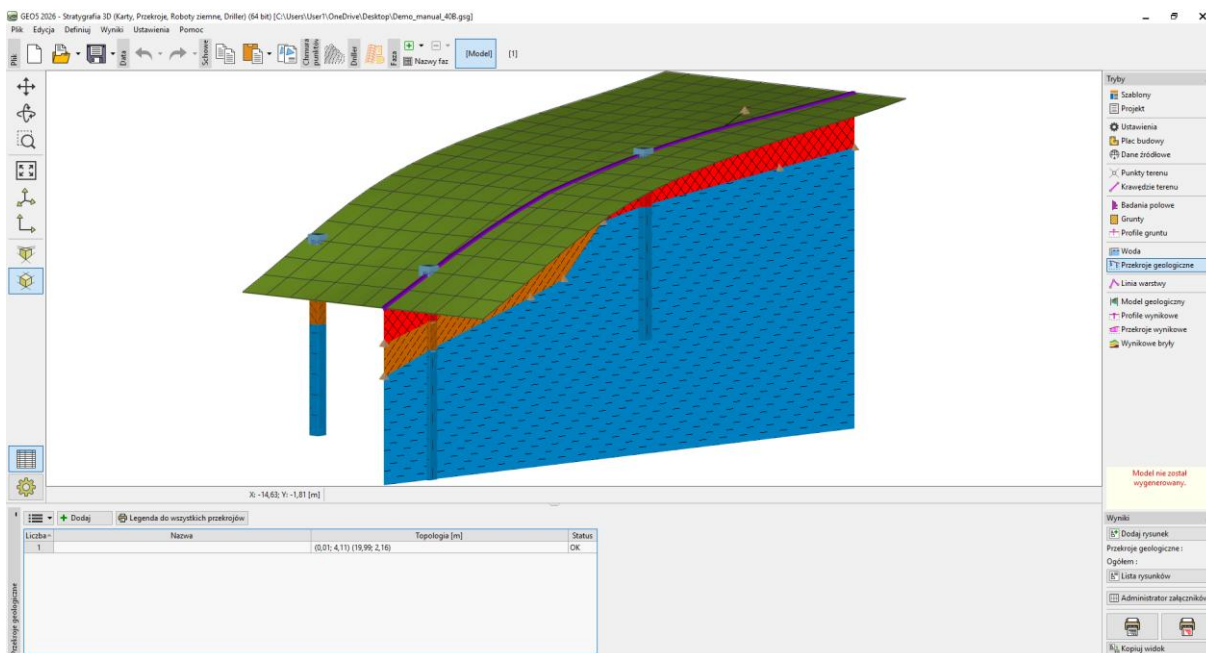 GEO5 2026 - Stratygrafia 3D (Karty, Przekroje, Roboty ziemne, Driller) (64 bit) [C:\Users\User1\OneDrive\Desktop\Demo_manual_40B.gsg]
Plik Edycja Definiuj Wyniki Ustawienia Pomoc
Plik Data Schowek Chmura punktów Driller Faza Nazwy faz [Model] [1]
Tryby
Szablony
Projekt
Ustawienia
Plac budowy
Dane źródłowe
Punkty terenu
Krawędzie terenu
Badania polowe
Grunty
Profile gruntu
Woda
Przekroje geologiczne
Linia warstwy
Model geologiczny
Profile wynikowe
Przekroje wynikowe
Wynikowe bryły
Model nie został
wygenerowany.
X: -14,63; Y: -1,81 [m]
Przekroje geologiczne
Dodaj Legenda do wszystkich przekrojów
Liczba Nazwa Topologia [m] Status
1 (0,01; 4,11) (19,99; 2,16) OK
Wyniki
Dodaj rysunek
Przekroje geologiczne :
Ogółem :
Lista rysunków
Administrator załączników
Kopiuj widok